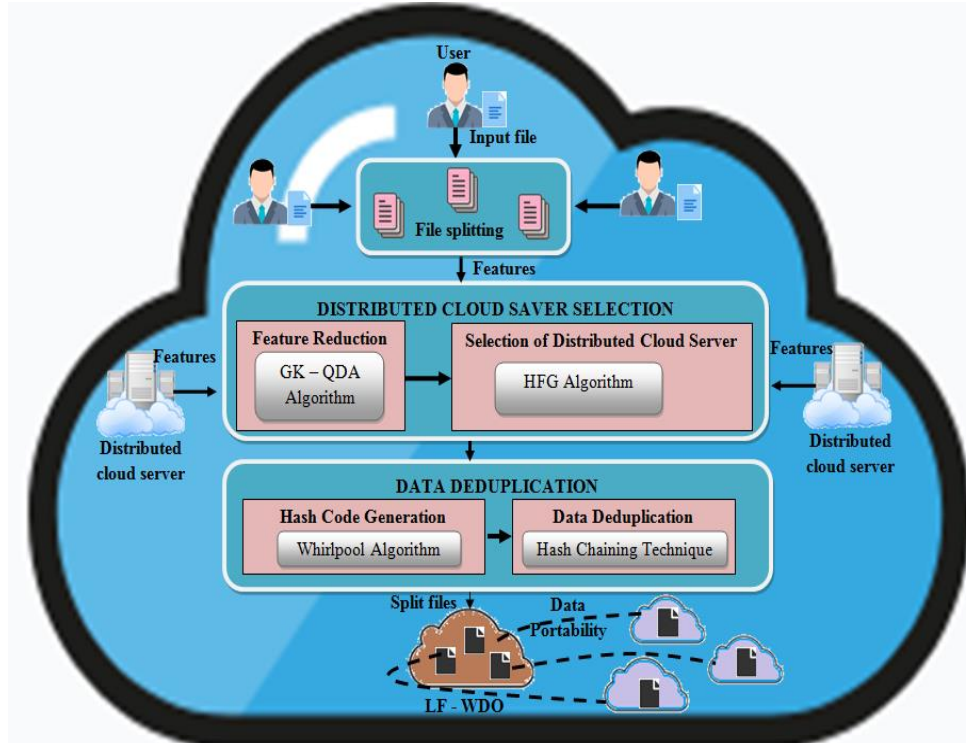 User
Input file
File splitting
Features
DISTRIBUTED CLOUD SAVER SELECTION
Feature Reduction
GK – QDA
Algorithm
Selection of Distributed Cloud Server
HFG Algorithm
Features
Distributed
cloud server
Features
Distributed
cloud server
DATA DEDUPLICATION
Hash Code Generation
Whirlpool Algorithm
Data Deduplication
Hash Chaining Technique
Split files
Data
Portability
LF - WDO